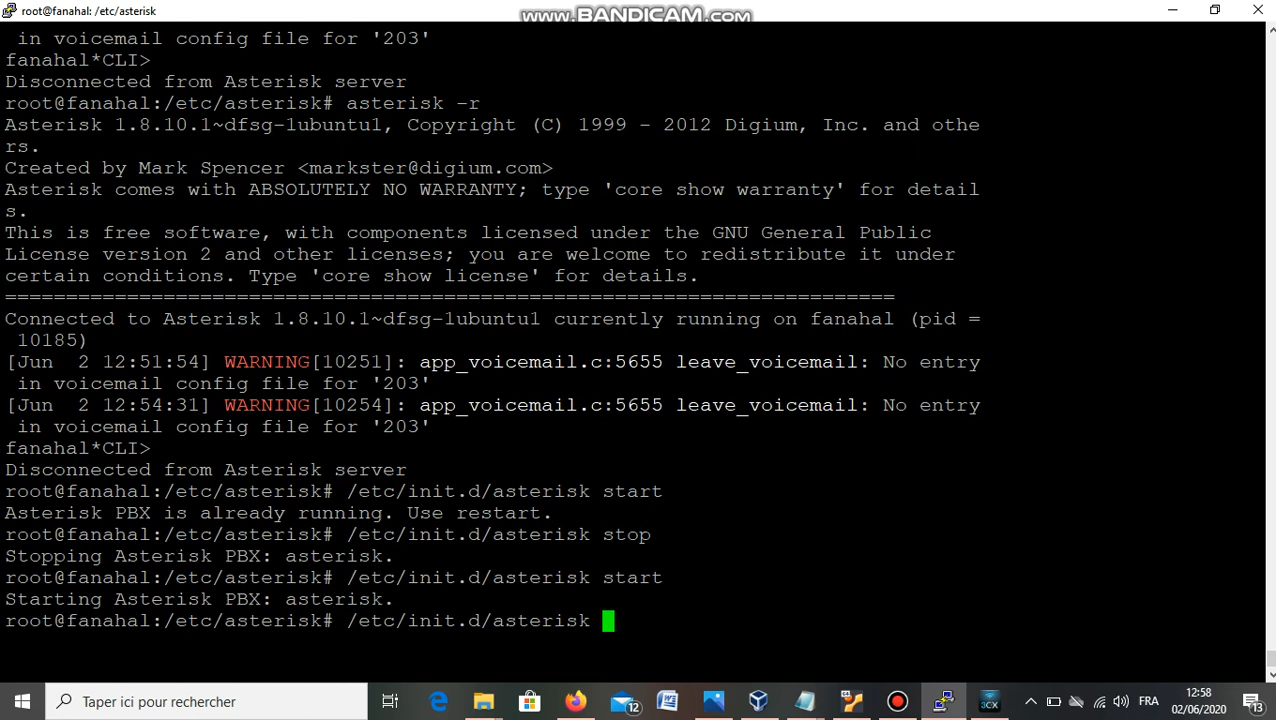 root@fanahal: /etc/asterisk
www.BANDICAM.com
in voicemail config file for '203'
fanahal*CLI>
Disconnected from Asterisk server
root@fanahal:/etc/asterisk# asterisk -r
Asterisk 1.8.10.1~dfsg-1ubuntu1, Copyright (C) 1999 - 2012 Digium, Inc. and othe
rs.
Created by Mark Spencer <markster@digium.com>
Asterisk comes with ABSOLUTELY NO WARRANTY; type 'core show warranty' for detail
s.
This is free software, with components licensed under the GNU General Public
License version 2 and other licenses; you are welcome to redistribute it under
certain conditions. Type 'core show license' for details.
=========================================================================
Connected to Asterisk 1.8.10.1~dfsg-1ubuntu1 currently running on fanahal (pid =
10185)
[Jun  2 12:51:54] WARNING[10251]: app_voicemail.c:5655 leave_voicemail: No entry
in voicemail config file for '203'
[Jun  2 12:54:31] WARNING[10254]: app_voicemail.c:5655 leave_voicemail: No entry
in voicemail config file for '203'
fanahal*CLI>
Disconnected from Asterisk server
root@fanahal:/etc/asterisk# /etc/init.d/asterisk start
Asterisk PBX is already running. Use restart.
root@fanahal:/etc/asterisk# /etc/init.d/asterisk stop
Stopping Asterisk PBX: asterisk.
root@fanahal:/etc/asterisk# /etc/init.d/asterisk start
Starting Asterisk PBX: asterisk.
root@fanahal:/etc/asterisk# /etc/init.d/asterisk
Taper ici pour rechercher
12
3CX
FRA
12:58
02/06/2020
13